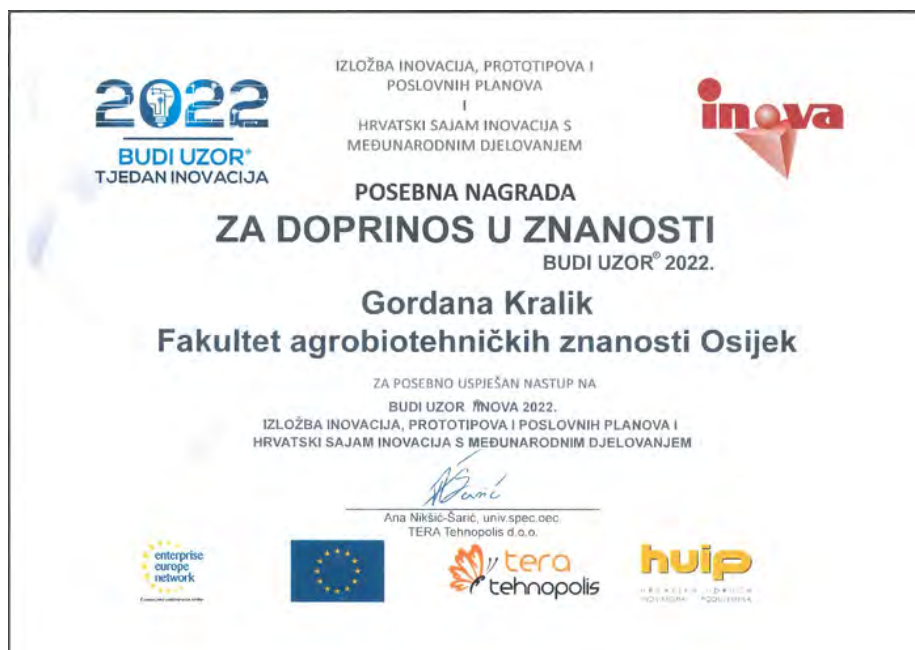 2022
BUDI UZOR®
TJEDAN INOVACIJA
IZLOŽBA INOVACIJA, PROTOTIPOVA I
POSLOVNIH PLANOVA
I
HRVATSKI SAJAM INOVACIJA S
MEĐUNARODNIM DJELOVANJEM
inova
POSEBNA NAGRADA
ZA DOPRINOS U ZNANOSTI
BUDI UZOR® 2022.
Gordana Kralik
Fakultet agrobiotehničkih znanosti Osijek
ZA POSEBNO USPJEŠAN NASTUP NA
BUDI UZOR INOVA 2022.
IZLOŽBA INOVACIJA, PROTOTIPOVA I POSLOVNIH PLANOVA I
HRVATSKI SAJAM INOVACIJA S MEĐUNARODNIM DJELOVANJEM
Ana Nikšić-Šarić, univ.spec.oec.
TERA Tehnopolis d.o.o.
enterprise
europe
network
tera
tehnopolis
huip